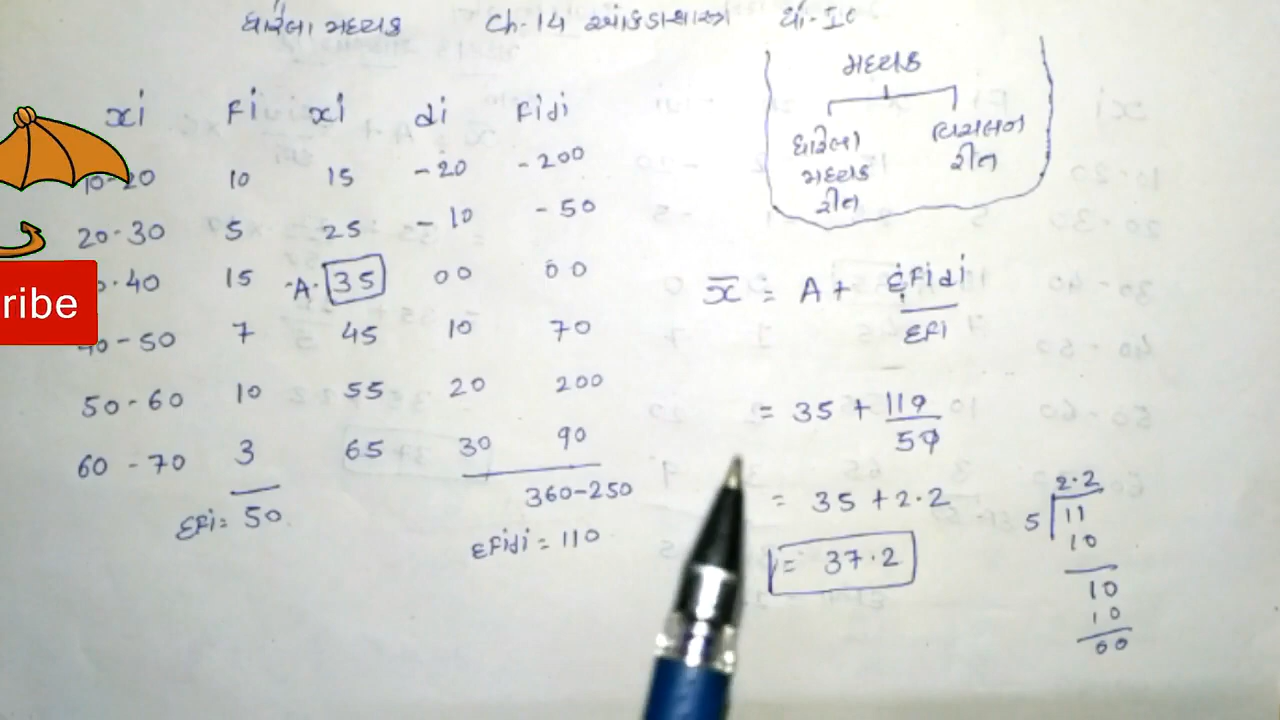 ધારેલા મધ્યક Ch-14 આંકડાશાસ્ત્ર ધો-10
xi Fi xi di Fidi
10-20 10 15 -20 -200
20-30 5 25 -10 -50
0-40 15 A 35 00 00
40-50 7 45 10 70
50-60 10 55 20 200
60-70 3 65 30 90
360-250
ΣFi= 50
ΣFidi = 110
ribe
મધ્યક
ધારેલા મધ્યક રીત
વિચલન રીત
x̄ = A + ΣFidi
ΣFi
= 35 + 110
50
= 35 + 2.2
= 37.2
2.2
5 11
10
10
10
00